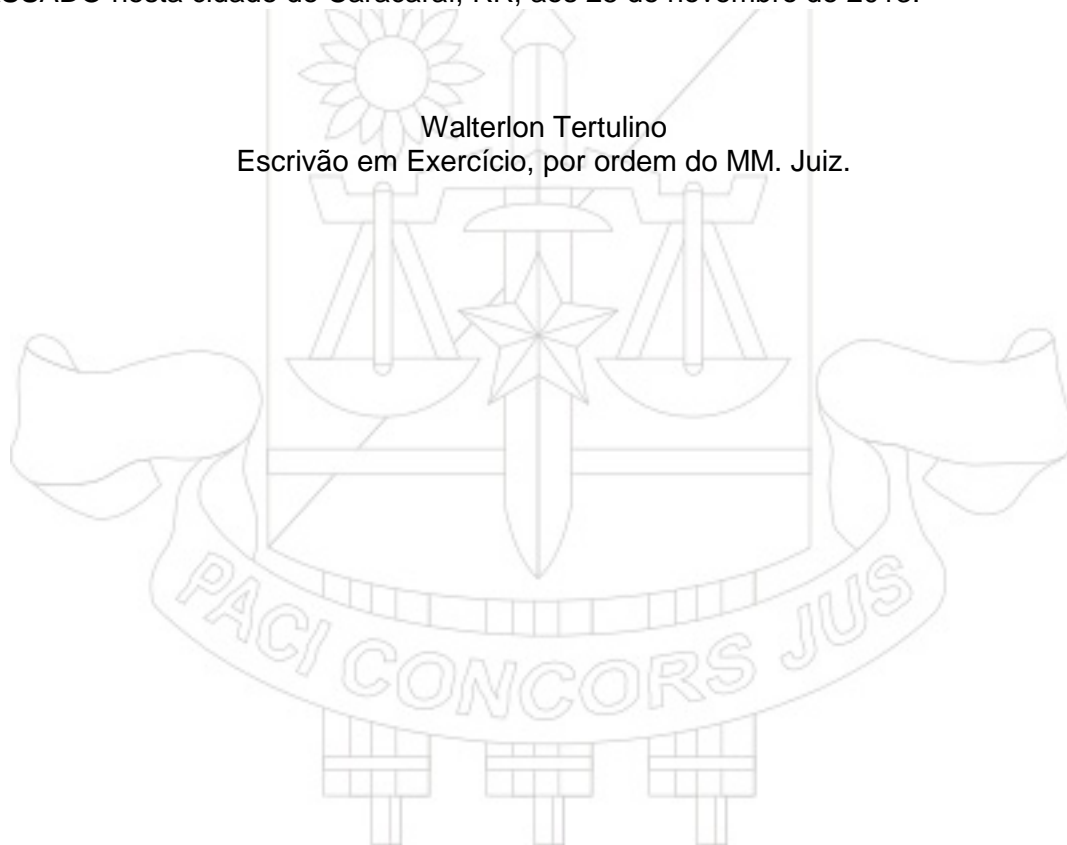 nesta cidade de Caracaraí, RR, aos de novembro de
Walterlon Tertulino
Escrivão em Exercício, por ordem do MM. Juiz.
PACI CONCORS JUS